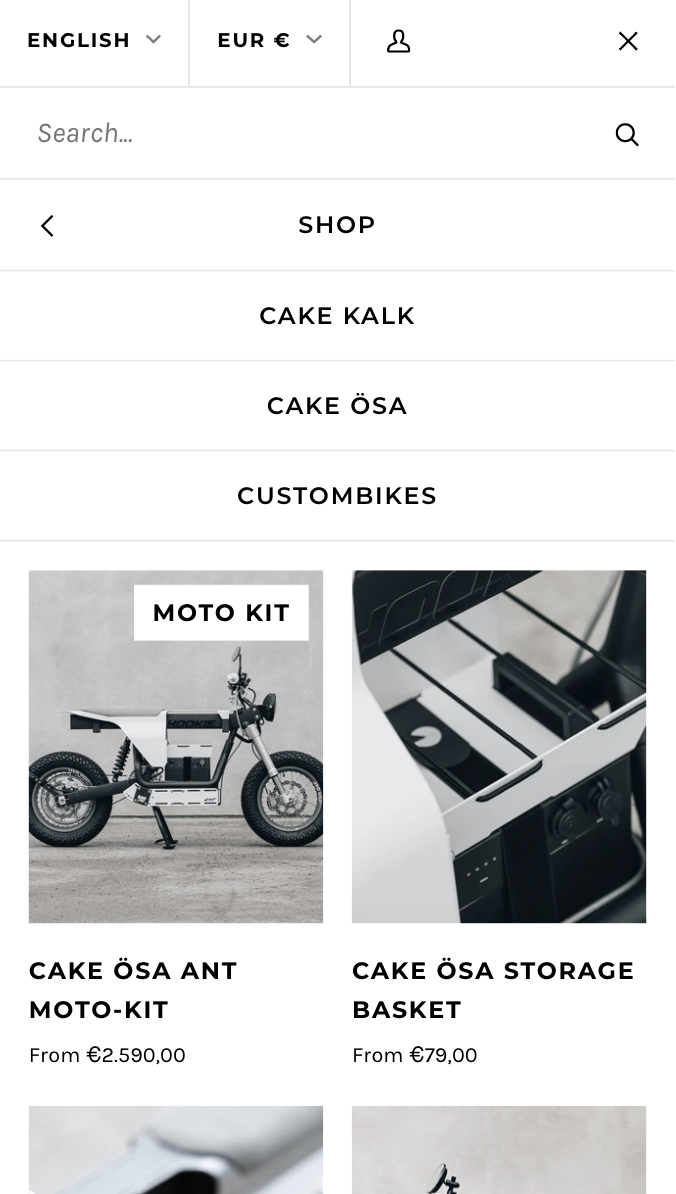 ENGLISH
EUR €
Search...
SHOP
CAKE KALK
CAKE ÖSA
CUSTOMBIKES
MOTO KIT
HOOKIE
CAKE ÖSA ANT
MOTO-KIT
From €2.590,00
CAKE ÖSA STORAGE
BASKET
From €79,00